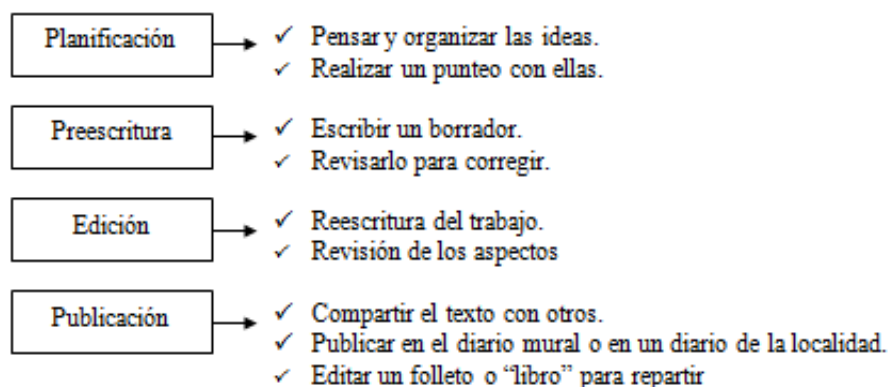 Planificación
✓ Pensar y organizar las ideas.
✓ Realizar un punteo con ellas.
Preescritura
✓ Escribir un borrador.
✓ Revisarlo para corregir.
Edición
✓ Reescritura del trabajo.
✓ Revisión de los aspectos
Publicación
✓ Compartir el texto con otros.
✓ Publicar en el diario mural o en un diario de la localidad.
✓ Editar un folleto o “libro” para repartir